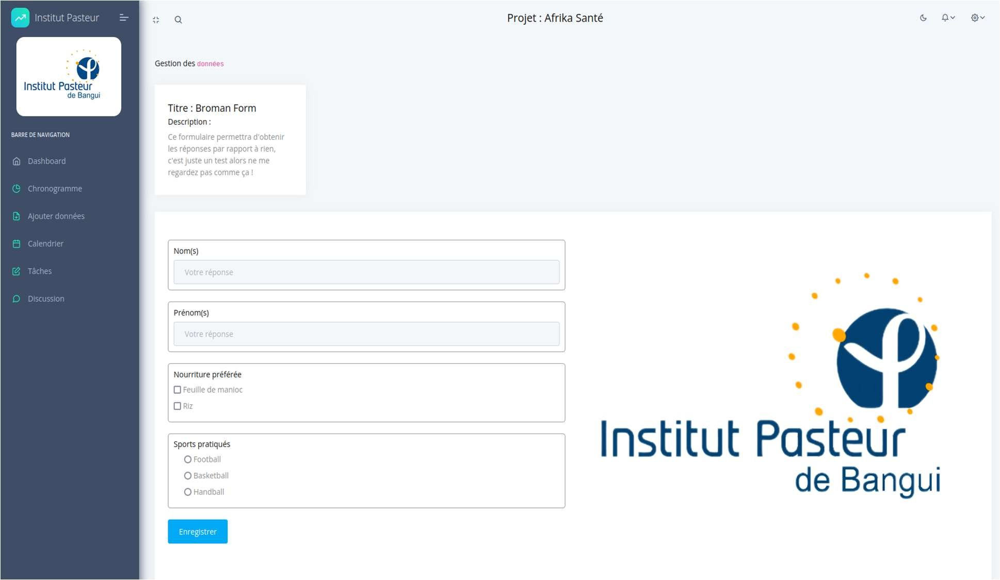 Institut Pasteur
Projet : Afrika Santé
Institut Pasteur
de Bangui
BARRE DE NAVIGATION
Dashboard
Chronogramme
Ajouter données
Calendrier
Tâches
Discussion
Gestion des données
Titre : Broman Form
Description :
Ce formulaire permettra d'obtenir
les réponses par rapport à rien,
c'est juste un test alors ne me
regardez pas comme ça !
Nom(s)
Votre réponse
Prénom(s)
Votre réponse
Nourriture préférée
Feuille de manioc
Riz
Sports pratiqués
Football
Basketball
Handball
Enregistrer
Institut Pasteur
de Bangui